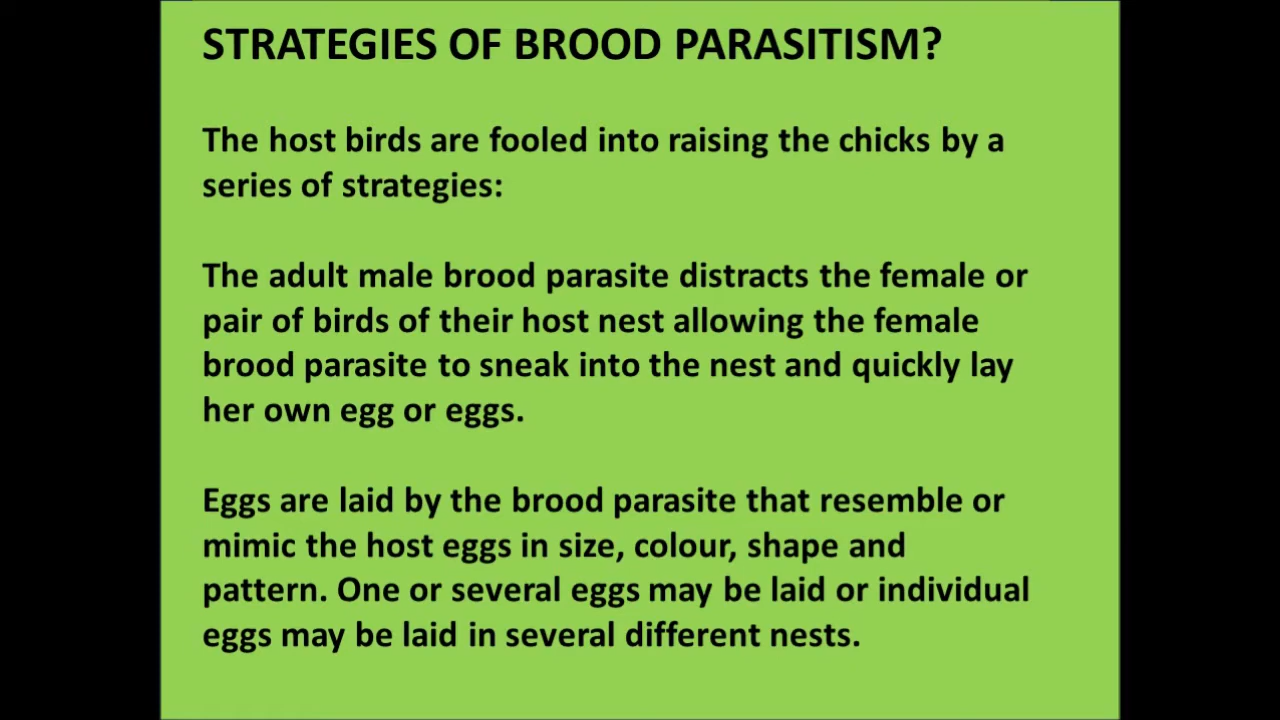 STRATEGIES OF BROOD PARASITISM?
The host birds are fooled into raising the chicks by a
series of strategies:
The adult male brood parasite distracts the female or
pair of birds of their host nest allowing the female
brood parasite to sneak into the nest and quickly lay
her own egg or eggs.
Eggs are laid by the brood parasite that resemble or
mimic the host eggs in size, colour, shape and
pattern. One or several eggs may be laid or individual
eggs may be laid in several different nests.